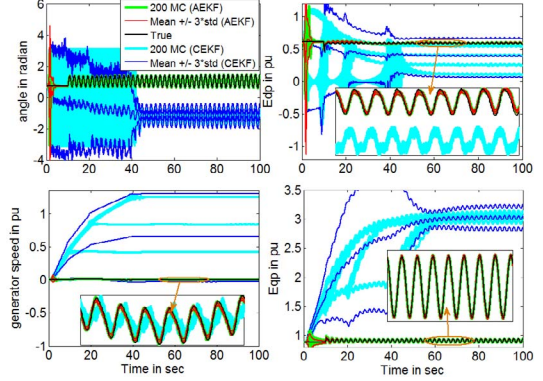 200 MC (AEKF)
Mean +/- 3*std (AEKF)
True
200 MC (CEKF)
Mean +/- 3*std (CEKF)
angle in radian
6
4
2
0
-2
-4
0 20 40 60 80 100
Edp in pu
1
0.5
0
-0.5
-1
0 20 40 60 80 100
generator speed in pu
1
0.5
0
-0.5
-1
0 20 40 60 80 100
Time in sec
Eqp in pu
3.5
3
2.5
2
1.5
1
0 20 40 60 80 100
Time in sec